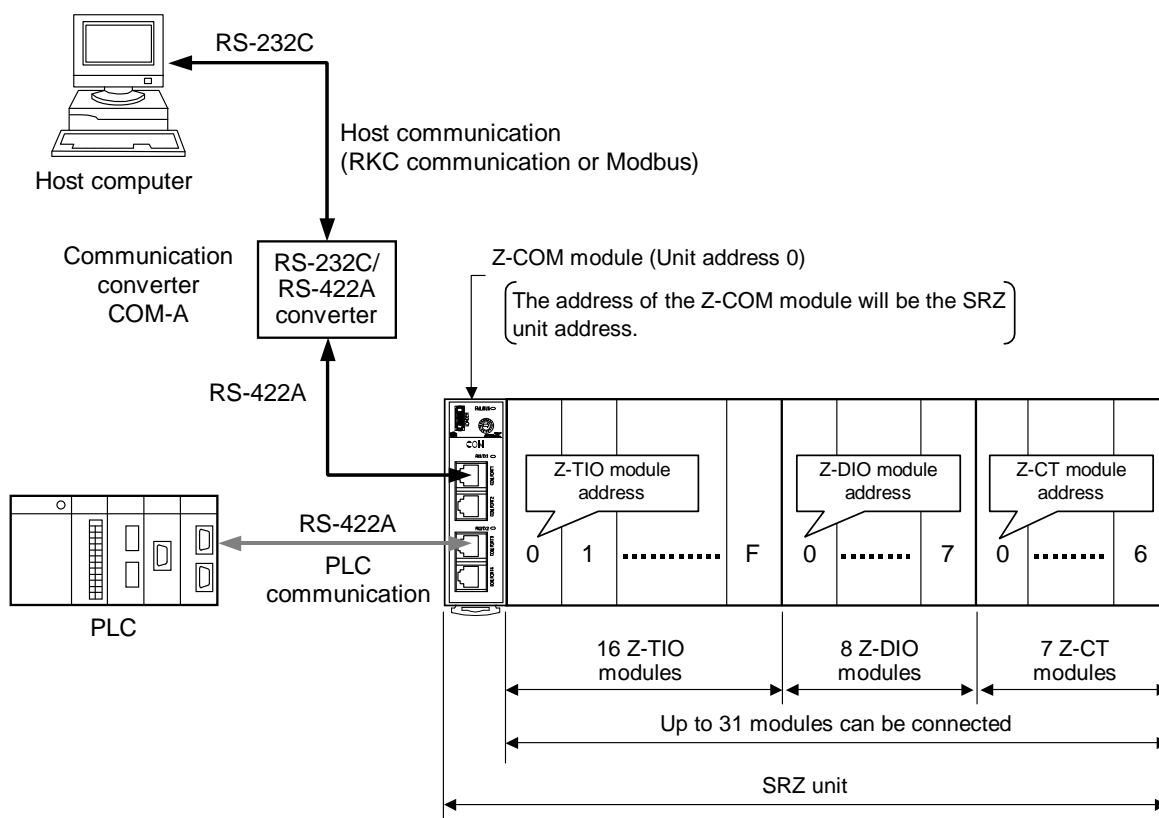 RS-232C
Host communication
(RKC communication or Modbus)
Host computer
Communication
converter
COM-A
RS-232C/
RS-422A
converter
Z-COM module (Unit address 0)
The address of the Z-COM module will be the SRZ
unit address.
RS-422A
COM
Z-TIO module
address
Z-DIO module
address
Z-CT module
address
0 1 ........... F 0 ........ 7 0 ........ 6
RS-422A
PLC
communication
PLC
16 Z-TIO
modules
8 Z-DIO
modules
7 Z-CT
modules
Up to 31 modules can be connected
SRZ unit